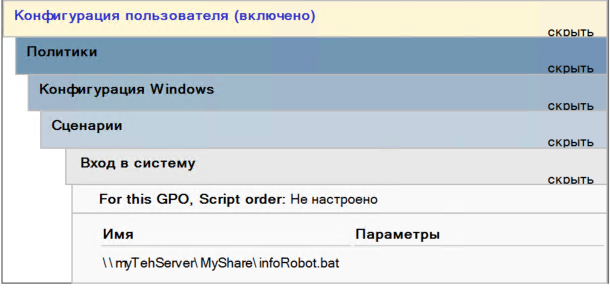 Конфигурация пользователя (включено)
скрыть
Политики
скрыть
Конфигурация Windows
скрыть
Сценарии
скрыть
Вход в систему
скрыть
For this GPO, Script order: Не настроено
Имя Параметры
\\myTehServer\MyShare\infoRobot.bat